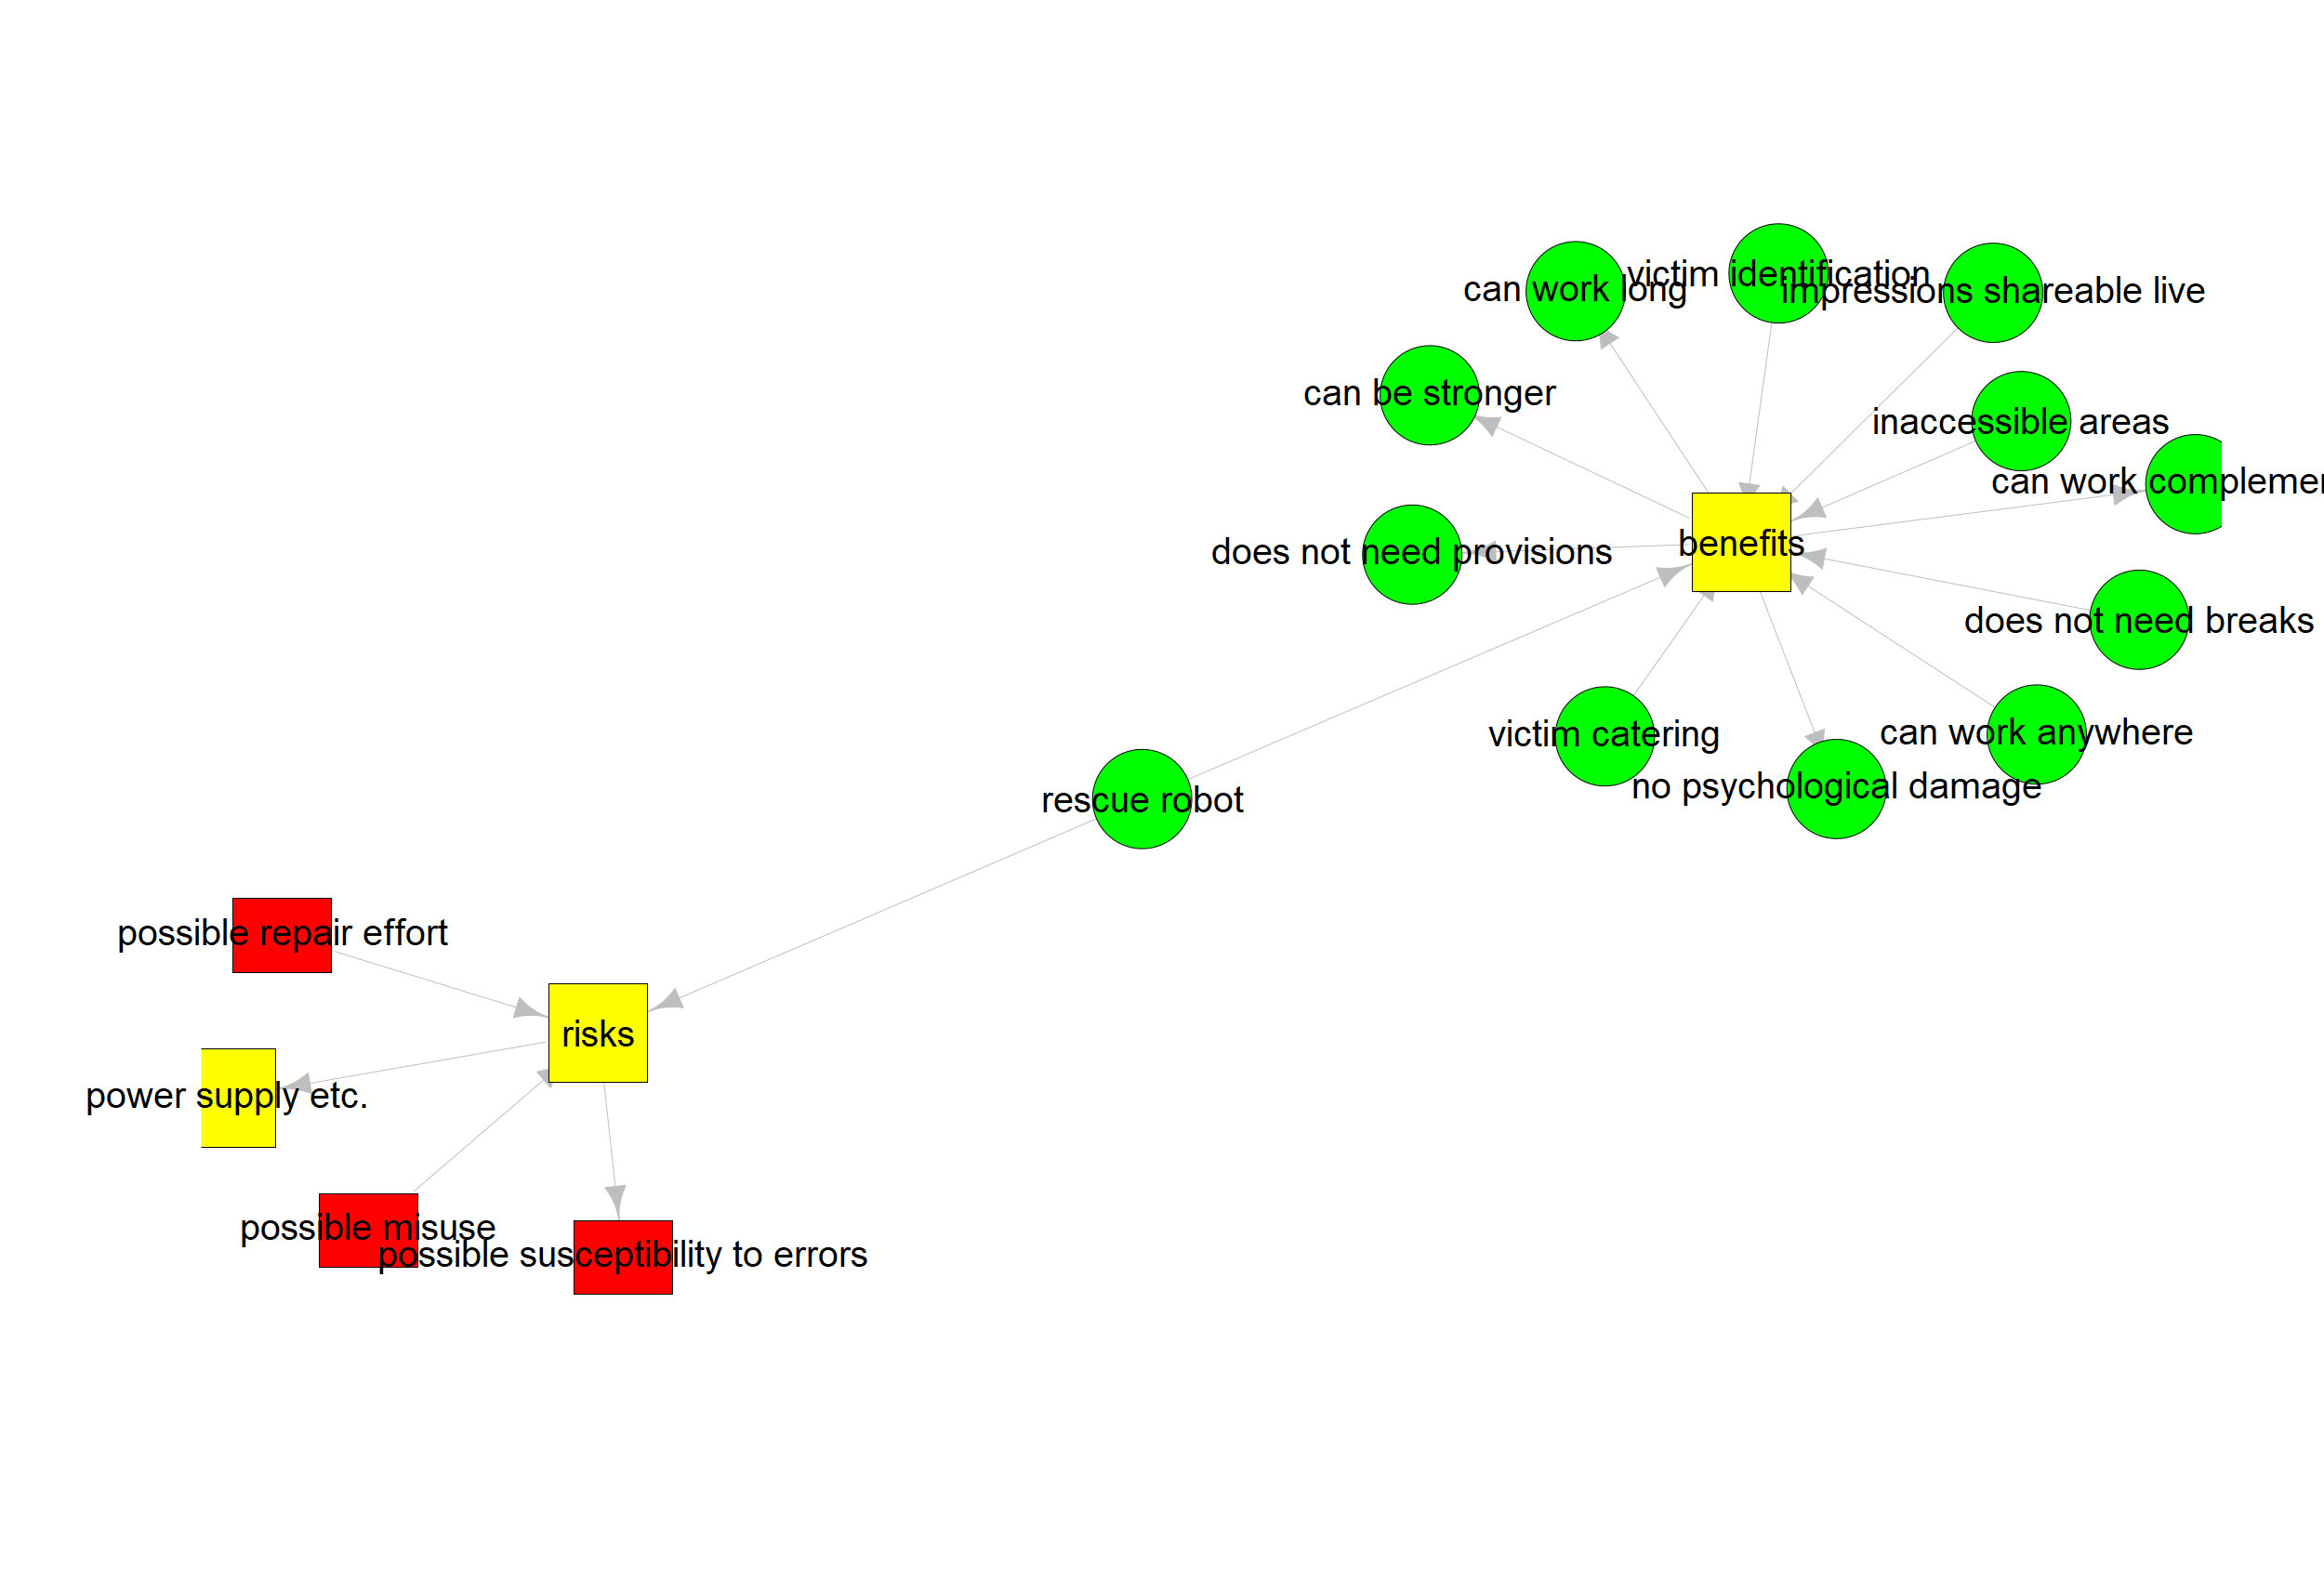 victim identification
can work long
impressions shareable live
can be stronger
inaccessible areas
can work complemen
benefits
does not need provisions
does not need breaks
victim catering
can work anywhere
no psychological damage
rescue robot
possible repair effort
risks
power supply etc.
possible misuse
possible susceptibility to errors